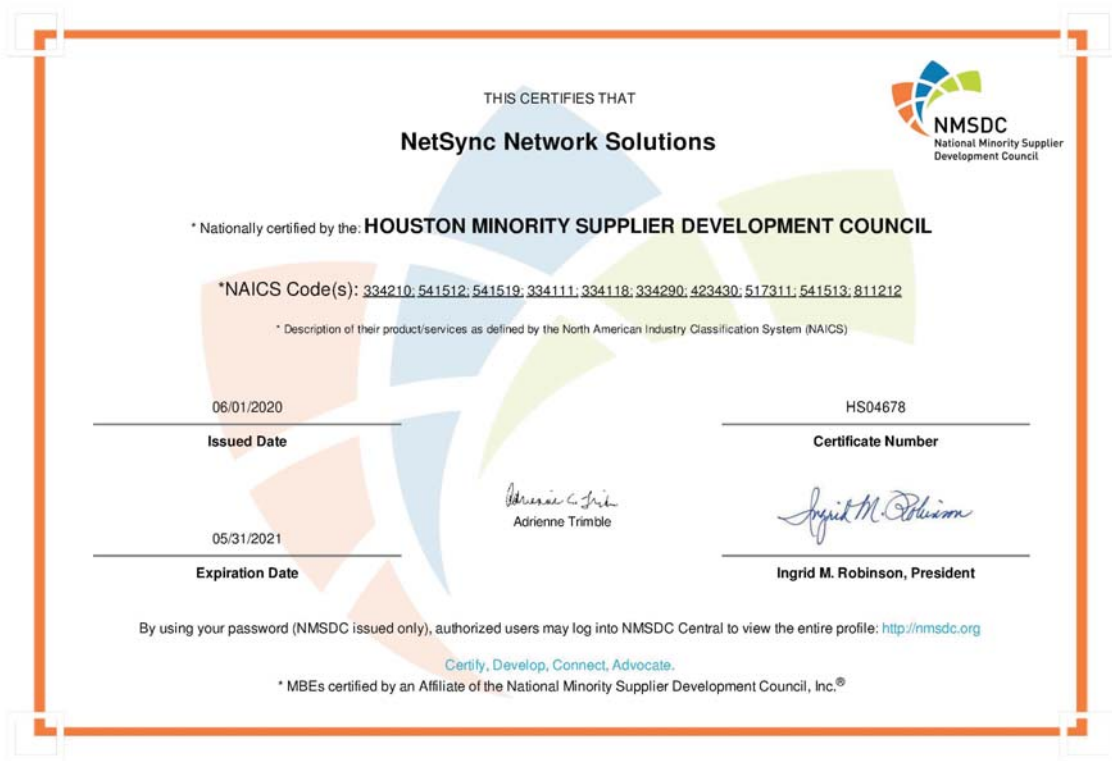 THIS CERTIFIES THAT
NMSDC
National Minority Supplier
Development Council
NetSync Network Solutions
* Nationally certified by the: HOUSTON MINORITY SUPPLIER DEVELOPMENT COUNCIL
*NAICS Code(s): 334210; 541512; 541519; 334111; 334118; 334290; 423430; 517311; 541513; 811212
* Description of their product/services as defined by the North American Industry Classification System (NAICS)
06/01/2020
HS04678
Issued Date
Certificate Number
Adrienne Trimble
Ingrid M. Robinson
05/31/2021
Expiration Date
Ingrid M. Robinson, President
By using your password (NMSDC issued only), authorized users may log into NMSDC Central to view the entire profile: http://nmsdc.org
Certify, Develop, Connect, Advocate.
* MBEs certified by an Affiliate of the National Minority Supplier Development Council, Inc.®